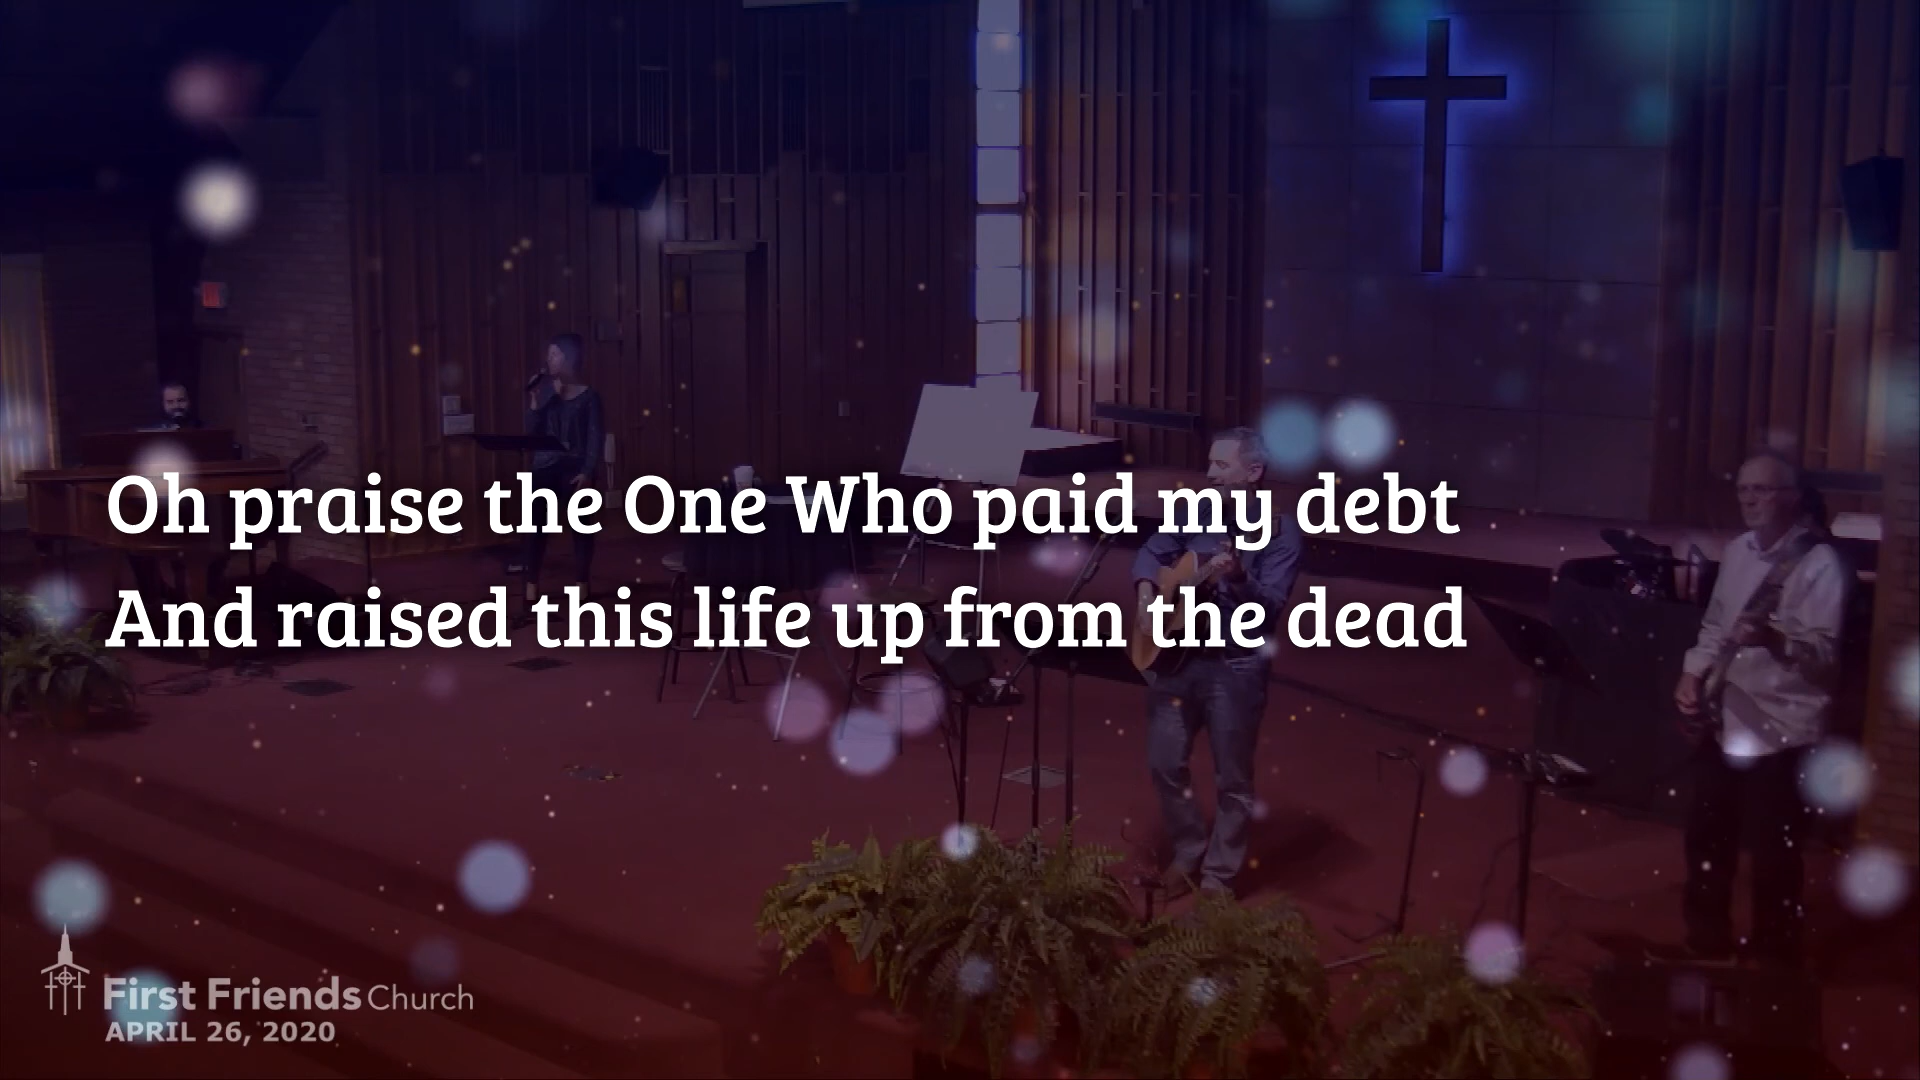 Oh praise the One Who paid my debt
And raised this life up from the dead
First Friends Church
APRIL 26, 2020